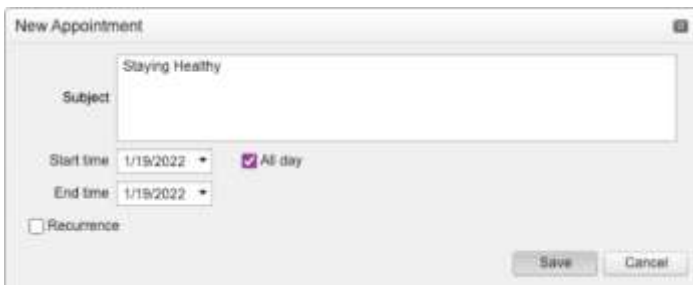 New Appointment
Staying Healthy
Subject
Start time 1/19/2022 All day
End time 1/19/2022
Recurrence
Save Cancel